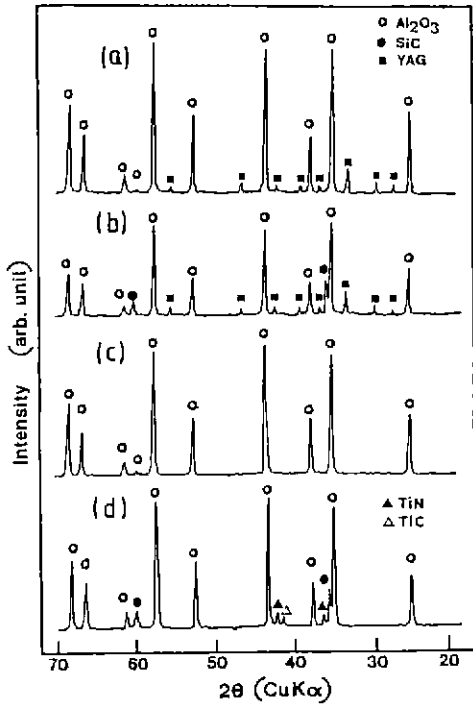 Al₂O₃
SiC
YAG
(a)
(b)
(c)
(d)
TiN
TiC
Intensity (arb. unit)
70 60 50 40 30 20
2θ (CuKα)